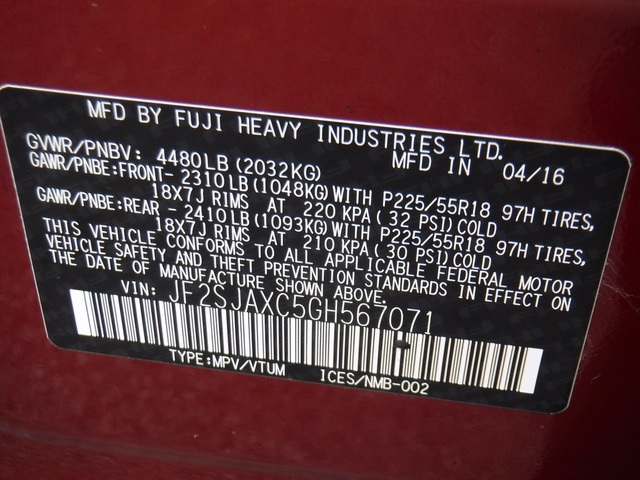 MFD BY FUJI HEAVY INDUSTRIES LTD.
MFD IN 04/16
GVWR/PNBV: 4480LB(2032KG)
GAWR/PNBE:FRONT- 2310LB(1048KG)WITH P225/55R18 97H TIRES,
18X7J RIMS AT 220 KPA(32 PSI)COLD
GAWR/PNBE:REAR - 2410LB(1093KG)WITH P225/55R18 97H TIRES,
18X7J RIMS AT 210 KPA(30 PSI)COLD
THIS VEHICLE CONFORMS TO ALL APPLICABLE FEDERAL MOTOR
VEHICLE SAFETY AND THEFT PREVENTION STANDARDS IN EFFECT ON
THE DATE OF MANUFACTURE SHOWN ABOVE.
VIN: JF2SJAXC5GH567071
TYPE:MPV/VTUM ICES/NMB-002